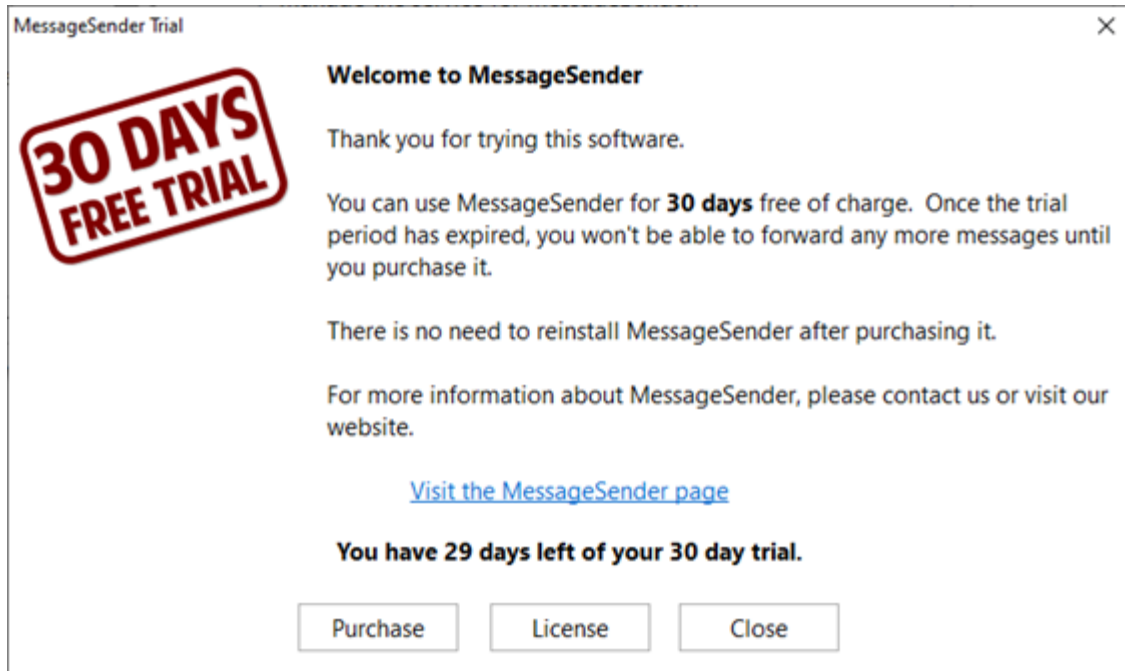 MessageSender Trial
Welcome to MessageSender
30 DAYS
FREE TRIAL
Thank you for trying this software.
You can use MessageSender for 30 days free of charge.  Once the trial
period has expired, you won't be able to forward any more messages until
you purchase it.
There is no need to reinstall MessageSender after purchasing it.
For more information about MessageSender, please contact us or visit our
website.
Visit the MessageSender page
You have 29 days left of your 30 day trial.
Purchase License Close